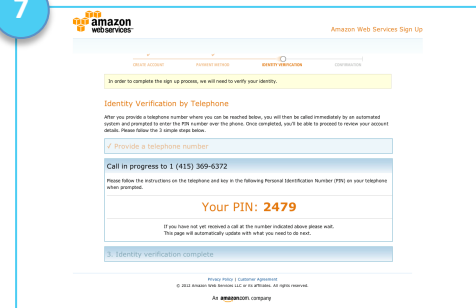 7
amazon
web services™
Amazon Web Services Sign Up
CREATE ACCOUNT PAYMENT METHOD IDENTITY VERIFICATION CONFIRMATION
In order to complete the sign up process, we will need to verify your identity.
Identity Verification by Telephone
After you provide a telephone number where you can be reached below, you will then be called immediately by an automated
system and prompted to enter the PIN number over the phone. Once completed, you'll be able to proceed to review your account
details. Please follow the 3 simple steps below.
✓ Provide a telephone number
Call in progress to 1 (415) 369-6372
Please follow the instructions on the telephone and key in the following Personal Identification Number (PIN) on your telephone
when prompted.
Your PIN: 2479
If you have not yet received a call at the number indicated above please wait.
This page will automatically update with what you need to do next.
3. Identity verification complete
Privacy Policy | Customer Agreement
© 2012 Amazon Web Services LLC or its affiliates. All rights reserved.
An amazon.com. company